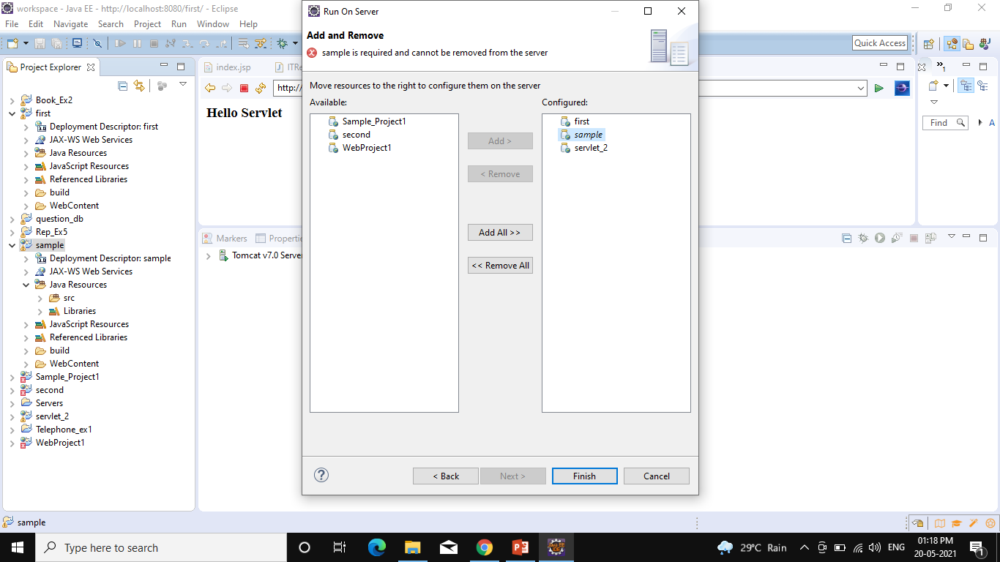 workspace - Java EE - http://localhost:8080/first/ - Eclipse
File Edit Navigate Search Project Run Window Help
Quick Access
Project Explorer
Book_Ex2
first
Deployment Descriptor: first
JAX-WS Web Services
Java Resources
JavaScript Resources
Referenced Libraries
build
WebContent
question_db
Rep_Ex5
sample
Deployment Descriptor: sample
JAX-WS Web Services
Java Resources
src
Libraries
JavaScript Resources
Referenced Libraries
build
WebContent
Sample_Project1
second
Servers
servlet_2
Telephone_ex1
WebProject1
index.jsp
http:/
Hello Servlet
Markers
Tomcat v7.0
Run On Server
Add and Remove
sample is required and cannot be removed from the server
Move resources to the right to configure them on the server
Available:
Sample_Project1
second
WebProject1
Add >
< Remove
Add All >>
<< Remove All
Configured:
first
sample
servlet_2
< Back Next > Finish Cancel
1
Find A
sample
Type here to search
29°C Rain
ENG
01:18 PM
20-05-2021
1